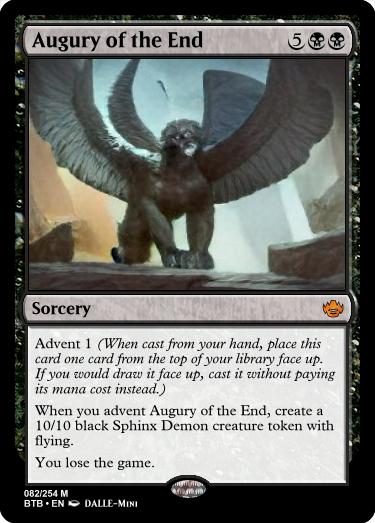 Augury of the End 5
Sorcery
Advent 1 (When cast from your hand, place this
card one card from the top of your library face up.
If you would draw it face up, cast it without paying
its mana cost instead.)
When you advent Augury of the End, create a
10/10 black Sphinx Demon creature token with
flying.
You lose the game.
082/254 M
BTB • EN DALLE-Mini